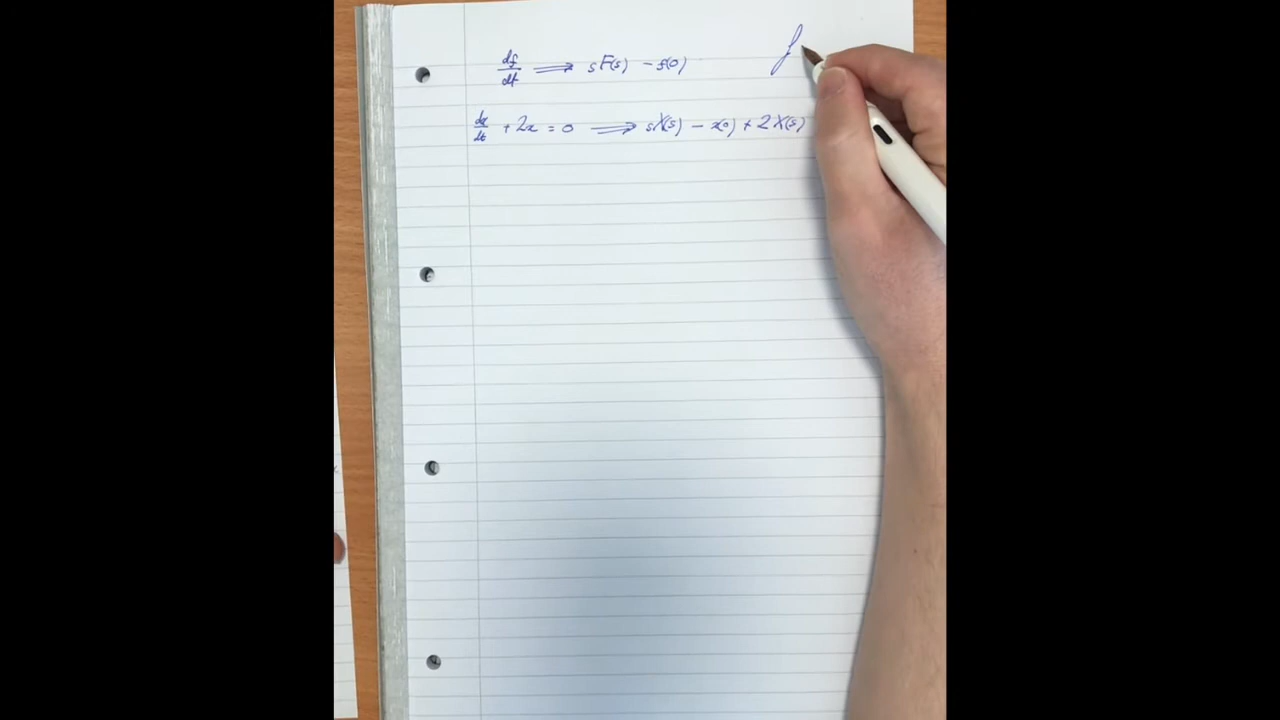 df/dt ⟹ sF(s) - f(0)
dx/dt + 2x = 0 ⟹ sX(s) - x(0) + 2X(s)